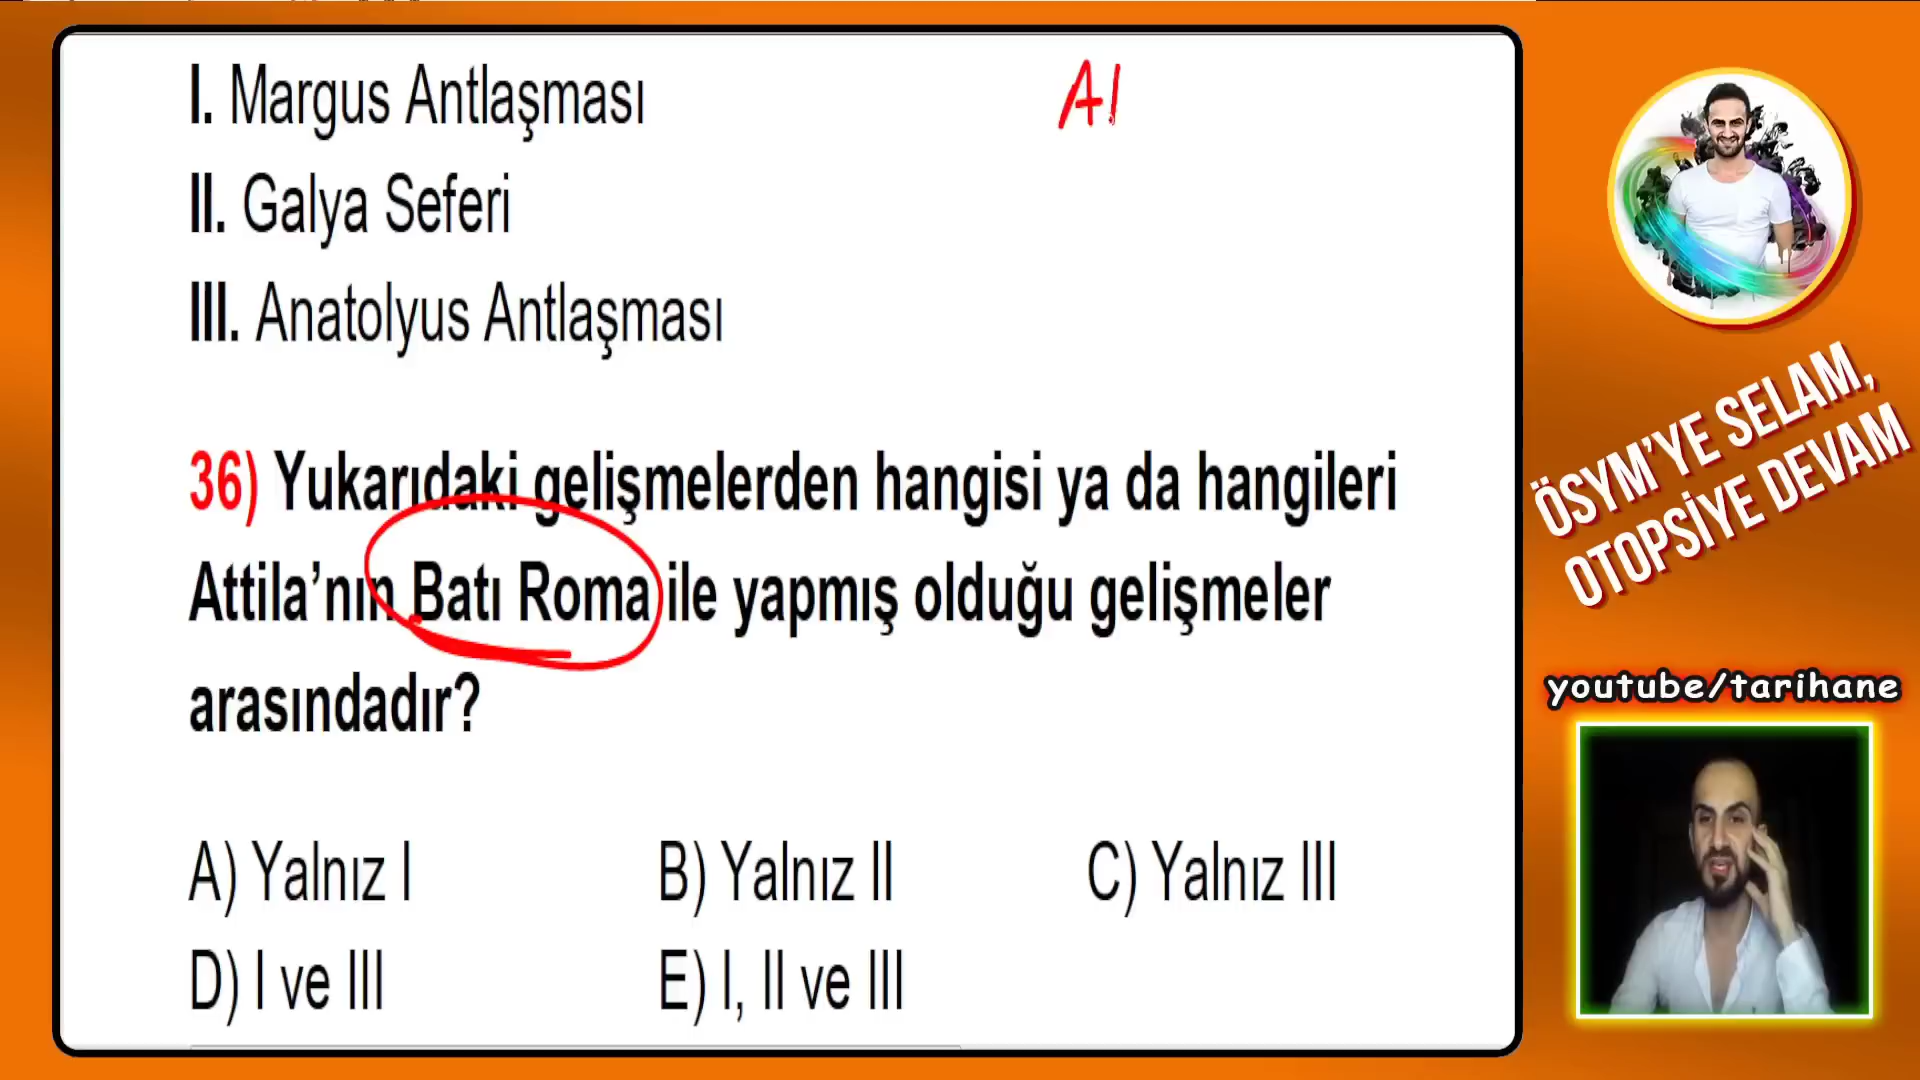 I. Margus Antlaşması
Al
II. Galya Seferi
III. Anatolyus Antlaşması
36) Yukarıdaki gelişmelerden hangisi ya da hangileri
Attila’nın Batı Roma ile yapmış olduğu gelişmeler
arasındadır?
A) Yalnız I
B) Yalnız II
C) Yalnız III
D) I ve III
E) I, II ve III
ÖSYM’YE SELAM,
OTOPSİYE DEVAM
youtube/tarihane